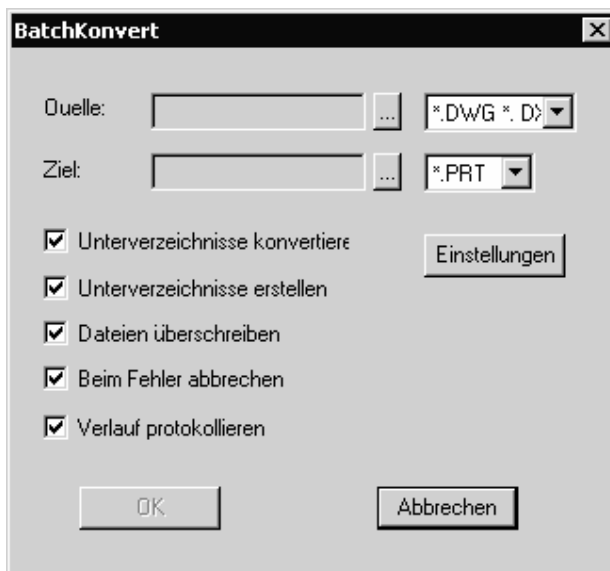 BatchKonvert
Quelle: ... *.DWG *. DX
Ziel: ... *.PRT
Unterverzeichnisse konvertiere
Einstellungen
Unterverzeichnisse erstellen
Dateien überschreiben
Beim Fehler abbrechen
Verlauf protokollieren
OK Abbrechen